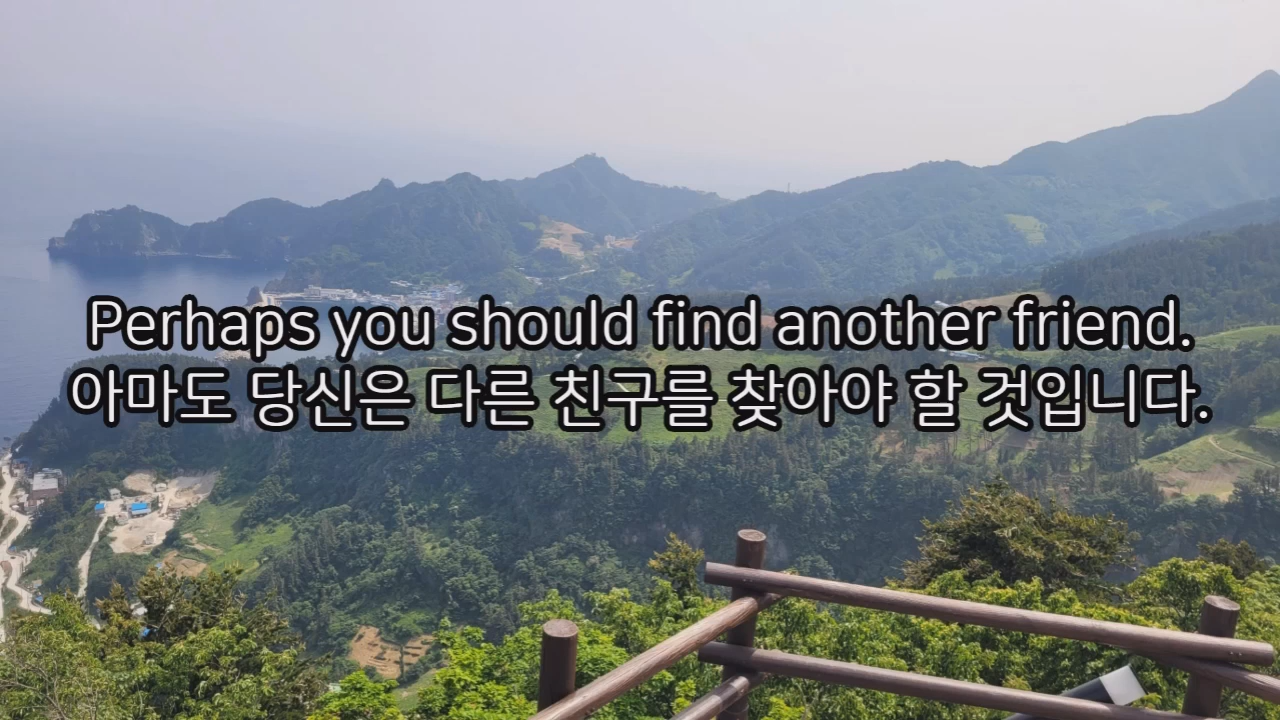 Perhaps you should find another friend.
아마도 당신은 다른 친구를 찾아야 할 것입니다.